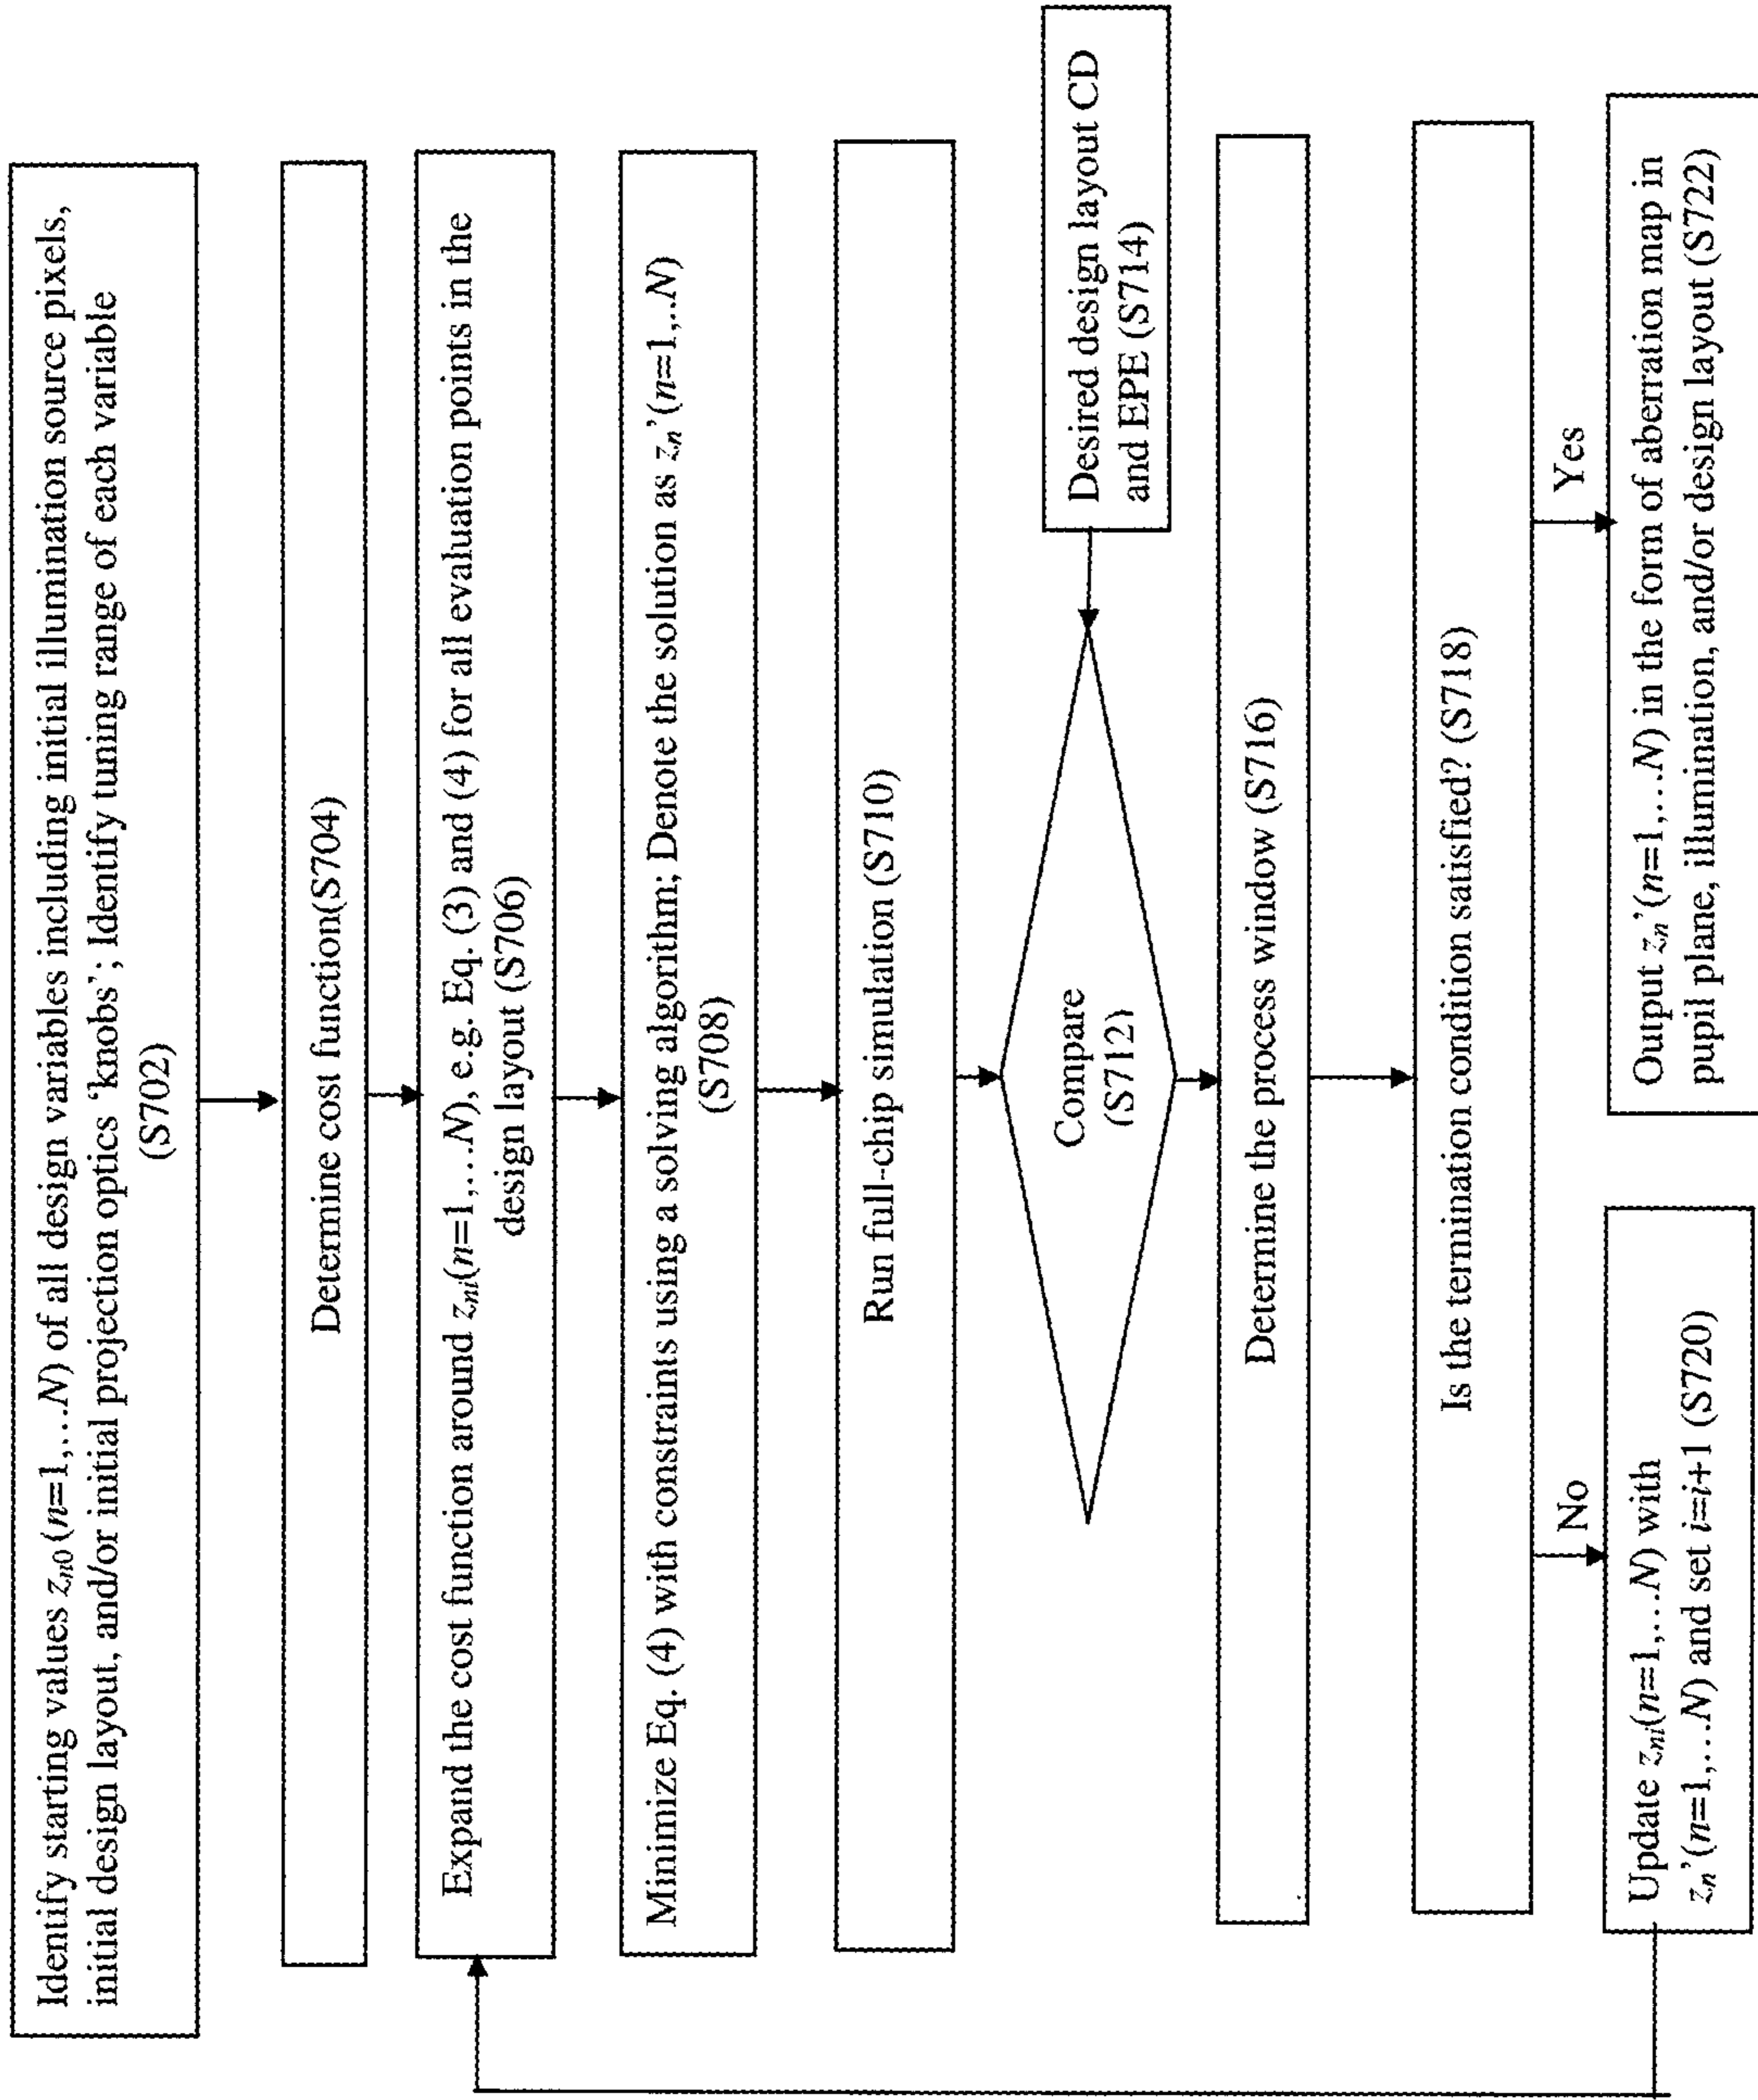 Identify starting values zn0(n=1,…N) of all design variables including initial illumination source pixels,
initial design layout, and/or initial projection optics ‘knobs’; Identify tuning range of each variable
(S702)
Determine cost function(S704)
Expand the cost function around zni(n=1,…N), e.g. Eq. (3) and (4) for all evaluation points in the
design layout (S706)
Minimize Eq. (4) with constraints using a solving algorithm; Denote the solution as zn’(n=1,..N)
(S708)
Run full-chip simulation (S710)
Compare
(S712)
Desired design layout CD
and EPE (S714)
Determine the process window (S716)
Is the termination condition satisfied? (S718)
No
Yes
Update zni(n=1,…N) with
zn’(n=1,…N) and set i=i+1 (S720)
Output zn’(n=1,…N) in the form of aberration map in
pupil plane, illumination, and/or design layout (S722)